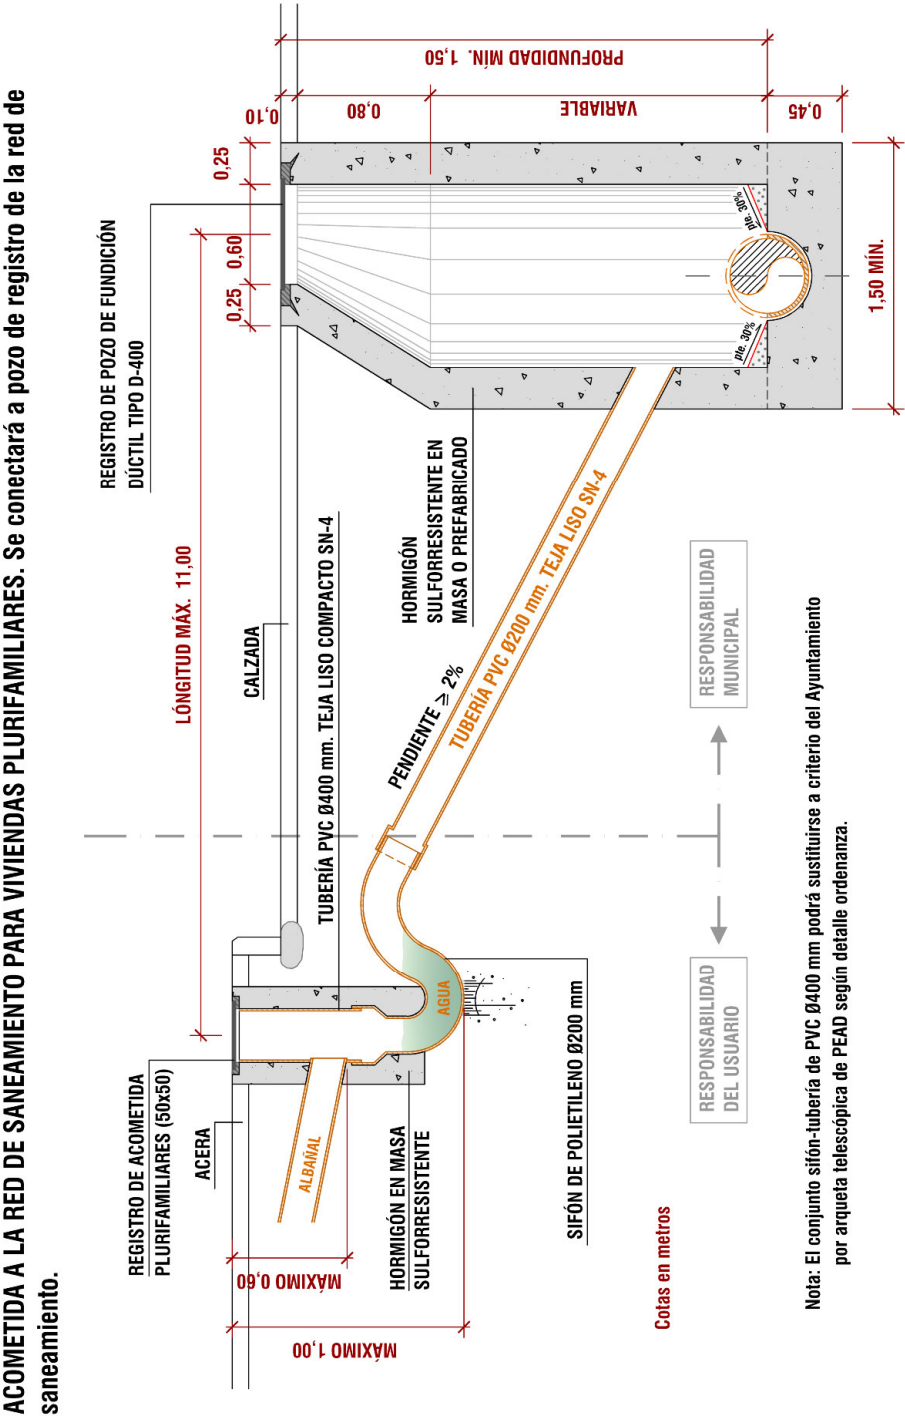 ACOMETIDA A LA RED DE SANEAMIENTO PARA VIVIENDAS PLURIFAMILIARES. Se conectará a pozo de registro de la red de
saneamiento.
REGISTRO DE ACOMETIDA
PLURIFAMILIARES (50x50)
ACERA
LÓNGITUD MÁX. 11,00
CALZADA
REGISTRO DE POZO DE FUNDICIÓN
DÚCTIL TIPO D-400
0,25
0,60
0,25
0,10
0,80
VARIABLE
0,45
PROFUNDIDAD MÍN. 1,50
MÁXIMO 0,60
MÁXIMO 1,00
ALBAÑAL
TUBERÍA PVC Ø400 mm. TEJA LISO COMPACTO SN-4
HORMIGÓN EN MASA
SULFORRESISTENTE
AGUA
PENDIENTE ⩾ 2%
TUBERÍA PVC Ø200 mm. TEJA LISO SN-4
HORMIGÓN
SULFORRESISTENTE EN
MASA O PREFABRICADO
pte. 30%
pte. 30%
1,50 MÍN.
SIFÓN DE POLIETILENO Ø200 mm
RESPONSABILIDAD
DEL USUARIO
RESPONSABILIDAD
MUNICIPAL
Cotas en metros
Nota: El conjunto sifón-tubería de PVC Ø400 mm podrá sustituirse a criterio del Ayuntamiento
por arqueta telescópica de PEAD según detalle ordenanza.